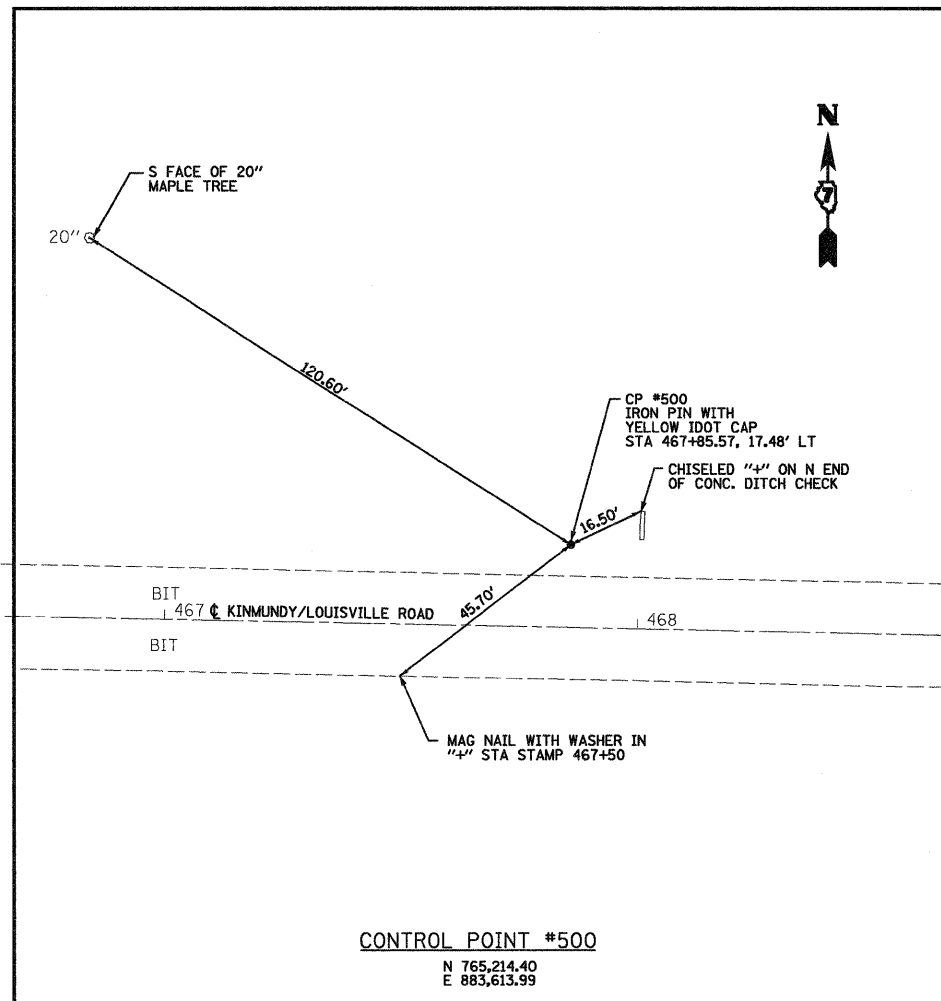 N
7
S FACE OF 20"
MAPLE TREE
20"
120.60'
CP #500
IRON PIN WITH
YELLOW IDOT CAP
STA 467+85.57, 17.48' LT
CHISELED "+" ON N END
OF CONC. DITCH CHECK
16.50'
45.70'
BIT
467 ℄ KINMUNDY/LOUISVILLE ROAD
468
BIT
MAG NAIL WITH WASHER IN
"+" STA STAMP 467+50
CONTROL POINT #500
N 765,214.40
E 883,613.99